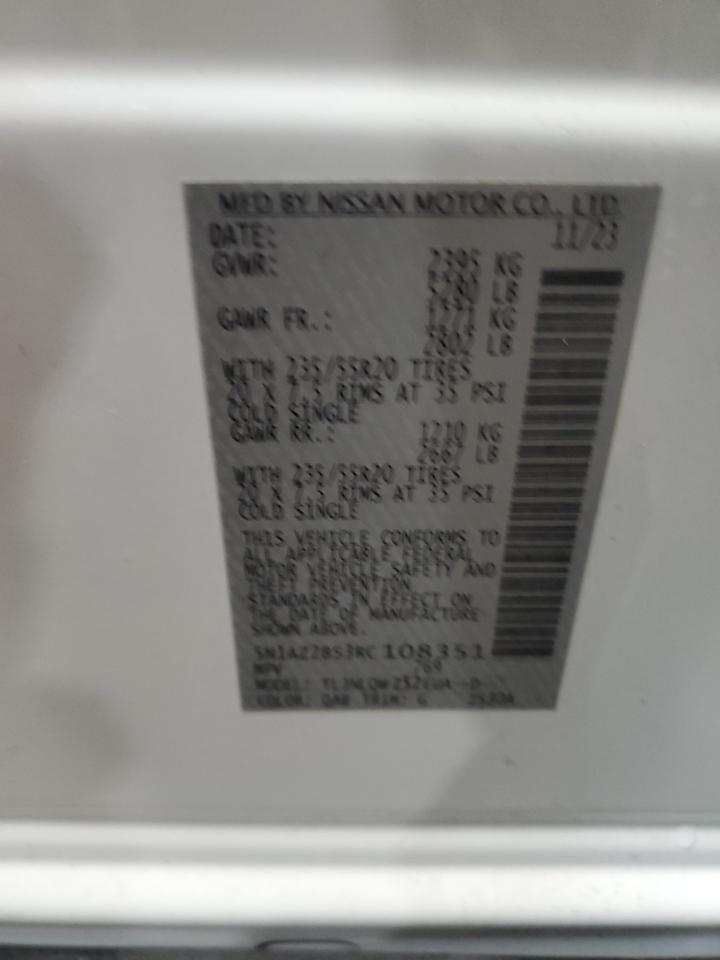 MFD BY NISSAN MOTOR CO., LTD.
DATE: 11/23
GVWR: 2395 KG
5280 LB
GAWR FR.: 1271 KG
2802 LB
WITH 235/55R20 TIRES
20 X 7.5 RIMS AT 35 PSI
COLD SINGLE
GAWR RR.: 1210 KG
2667 LB
WITH 235/55R20 TIRES
20 X 7.5 RIMS AT 35 PSI
COLD SINGLE
THIS VEHICLE CONFORMS TO
ALL APPLICABLE FEDERAL
MOTOR VEHICLE SAFETY AND
THEFT PREVENTION
STANDARDS IN EFFECT ON
THE DATE OF MANUFACTURE
SHOWN ABOVE.
5N1AZ2BS3RC108351
MPV
MODEL:
COLOR: QAB TRIM: G